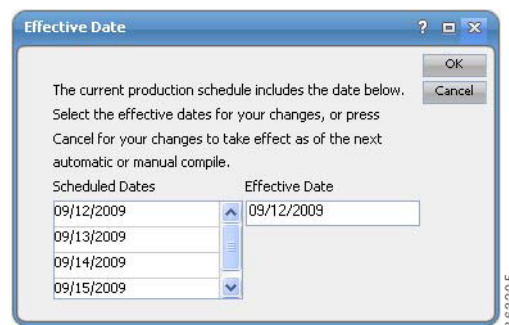 Effective Date
OK
The current production schedule includes the date below.
Cancel
Select the effective dates for your changes, or press
Cancel for your changes to take effect as of the next
automatic or manual compile.
Scheduled Dates Effective Date
09/12/2009 09/12/2009
09/13/2009
09/14/2009
09/15/2009